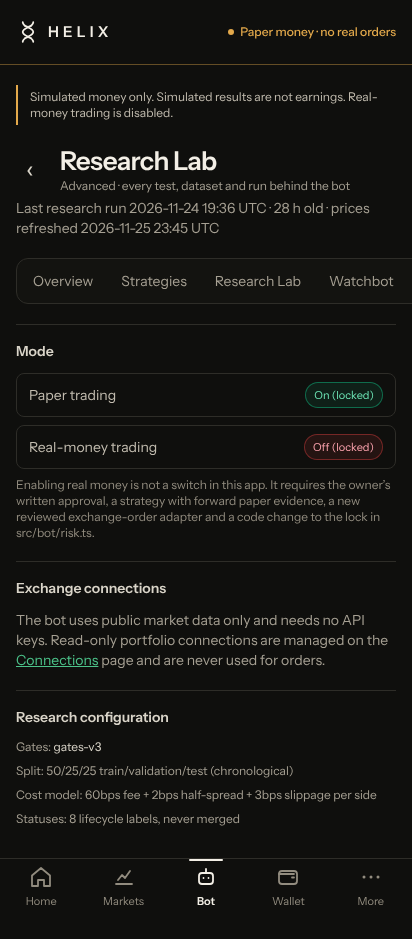 HELIX
Paper money · no real orders
Simulated money only. Simulated results are not earnings. Real-
money trading is disabled.
Research Lab
Advanced · every test, dataset and run behind the bot
Last research run 2026-11-24 19:36 UTC · 28 h old · prices
refreshed 2026-11-25 23:45 UTC
Overview
Strategies
Research Lab
Watchbot
Mode
Paper trading
On (locked)
Real-money trading
Off (locked)
Enabling real money is not a switch in this app. It requires the owner's
written approval, a strategy with forward paper evidence, a new
reviewed exchange-order adapter and a code change to the lock in
src/bot/risk.ts.
Exchange connections
The bot uses public market data only and needs no API
keys. Read-only portfolio connections are managed on the
Connections page and are never used for orders.
Research configuration
Gates: gates-v3
Split: 50/25/25 train/validation/test (chronological)
Cost model: 60bps fee + 2bps half-spread + 3bps slippage per side
Statuses: 8 lifecycle labels, never merged
Home
Markets
Bot
Wallet
More